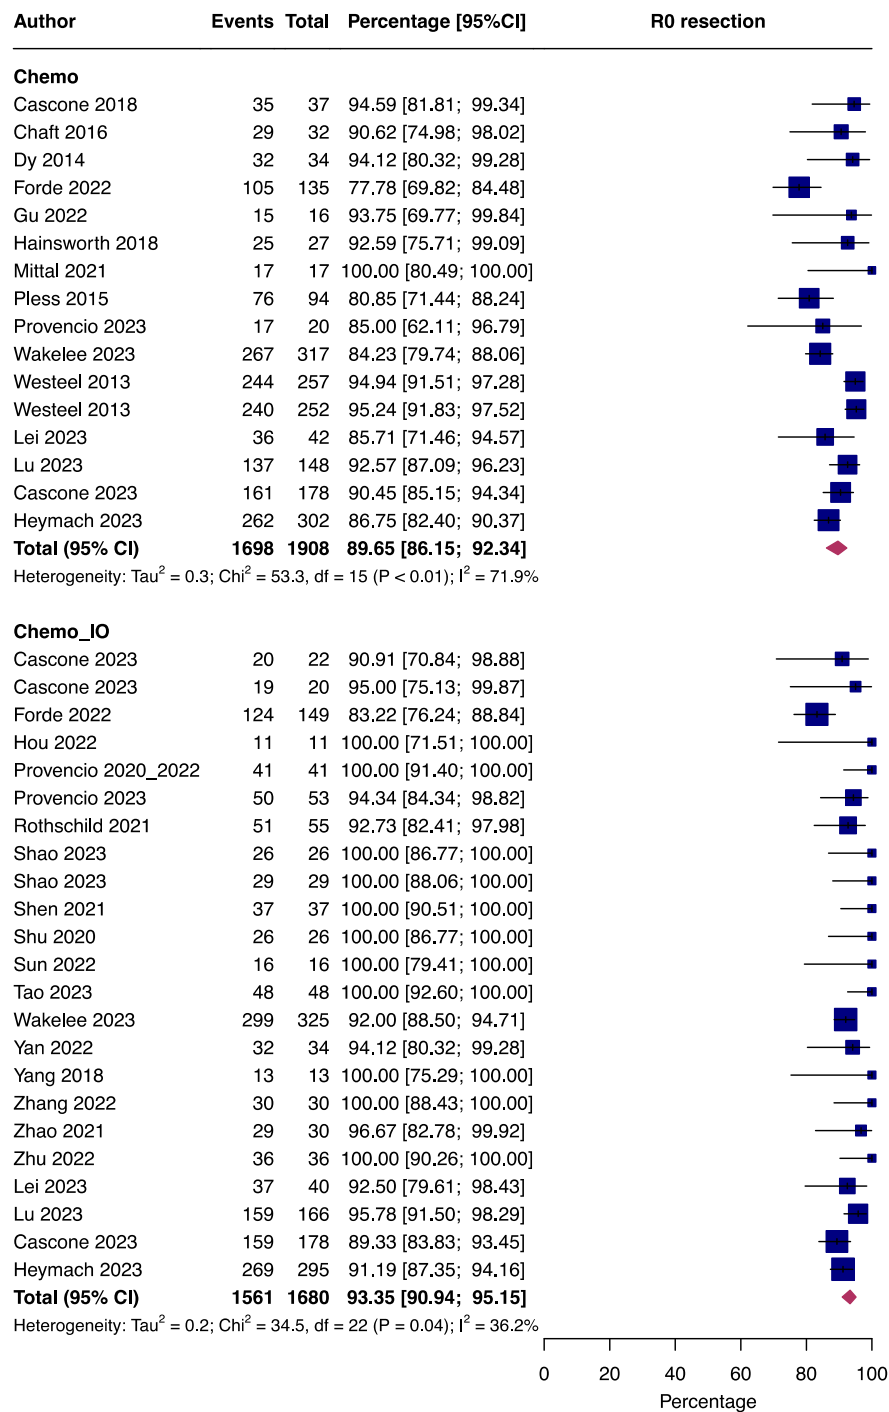 Author Events Total Percentage [95%CI] R0 resection
Chemo
Cascone 2018 35 37 94.59 [81.81; 99.34]
Chaft 2016 29 32 90.62 [74.98; 98.02]
Dy 2014 32 34 94.12 [80.32; 99.28]
Forde 2022 105 135 77.78 [69.82; 84.48]
Gu 2022 15 16 93.75 [69.77; 99.84]
Hainsworth 2018 25 27 92.59 [75.71; 99.09]
Mittal 2021 17 17 100.00 [80.49; 100.00]
Pless 2015 76 94 80.85 [71.44; 88.24]
Provencio 2023 17 20 85.00 [62.11; 96.79]
Wakelee 2023 267 317 84.23 [79.74; 88.06]
Westeel 2013 244 257 94.94 [91.51; 97.28]
Westeel 2013 240 252 95.24 [91.83; 97.52]
Lei 2023 36 42 85.71 [71.46; 94.57]
Lu 2023 137 148 92.57 [87.09; 96.23]
Cascone 2023 161 178 90.45 [85.15; 94.34]
Heymach 2023 262 302 86.75 [82.40; 90.37]
Total (95% CI) 1698 1908 89.65 [86.15; 92.34]
Heterogeneity: Tau² = 0.3; Chi² = 53.3, df = 15 (P < 0.01); I² = 71.9%
Chemo_IO
Cascone 2023 20 22 90.91 [70.84; 98.88]
Cascone 2023 19 20 95.00 [75.13; 99.87]
Forde 2022 124 149 83.22 [76.24; 88.84]
Hou 2022 11 11 100.00 [71.51; 100.00]
Provencio 2020_2022 41 41 100.00 [91.40; 100.00]
Provencio 2023 50 53 94.34 [84.34; 98.82]
Rothschild 2021 51 55 92.73 [82.41; 97.98]
Shao 2023 26 26 100.00 [86.77; 100.00]
Shao 2023 29 29 100.00 [88.06; 100.00]
Shen 2021 37 37 100.00 [90.51; 100.00]
Shu 2020 26 26 100.00 [86.77; 100.00]
Sun 2022 16 16 100.00 [79.41; 100.00]
Tao 2023 48 48 100.00 [92.60; 100.00]
Wakelee 2023 299 325 92.00 [88.50; 94.71]
Yan 2022 32 34 94.12 [80.32; 99.28]
Yang 2018 13 13 100.00 [75.29; 100.00]
Zhang 2022 30 30 100.00 [88.43; 100.00]
Zhao 2021 29 30 96.67 [82.78; 99.92]
Zhu 2022 36 36 100.00 [90.26; 100.00]
Lei 2023 37 40 92.50 [79.61; 98.43]
Lu 2023 159 166 95.78 [91.50; 98.29]
Cascone 2023 159 178 89.33 [83.83; 93.45]
Heymach 2023 269 295 91.19 [87.35; 94.16]
Total (95% CI) 1561 1680 93.35 [90.94; 95.15]
Heterogeneity: Tau² = 0.2; Chi² = 34.5, df = 22 (P = 0.04); I² = 36.2%
0 20 40 60 80 100
Percentage